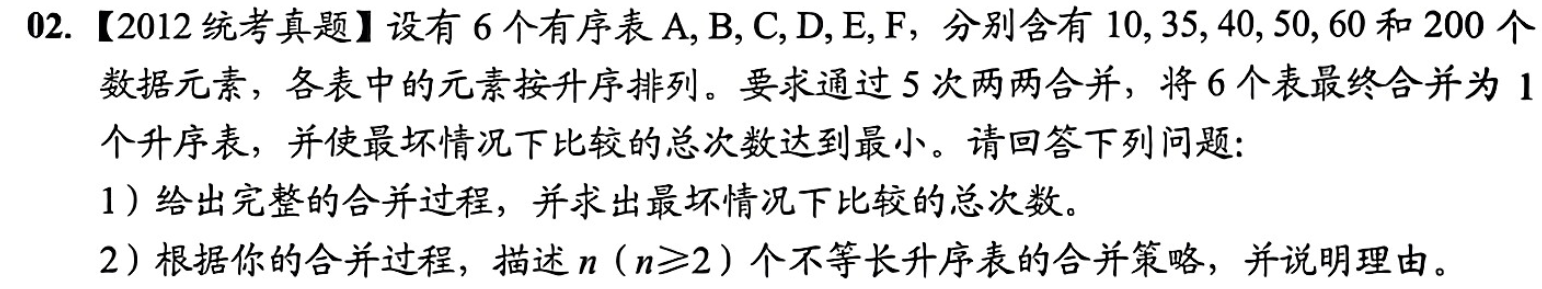 02.【2012 统考真题】设有 6 个有序表 A, B, C, D, E, F，分别含有 10, 35, 40, 50, 60 和 200 个
数据元素，各表中的元素按升序排列。要求通过 5 次两两合并，将 6 个表最终合并为 1
个升序表，并使最坏情况下比较的总次数达到最小。请回答下列问题:
1）给出完整的合并过程，并求出最坏情况下比较的总次数。
2）根据你的合并过程，描述 n（n≥2）个不等长升序表的合并策略，并说明理由。